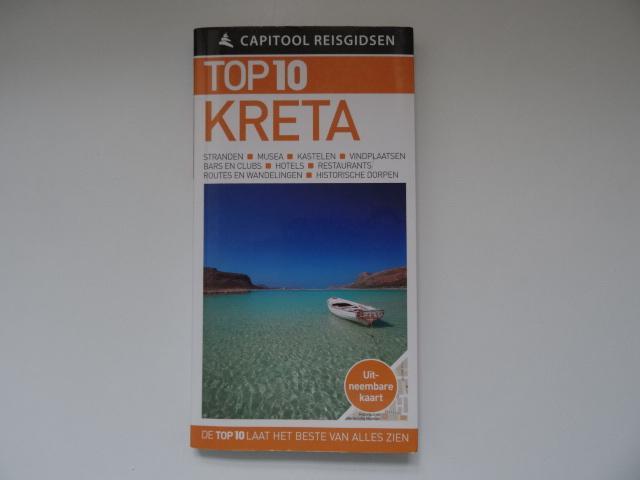 CAPITOOL REISGIDSEN
TOP 10
KRETA
STRANDEN ■ MUSEA ■ KASTELEN ■ VINDPLAATSEN
BARS EN CLUBS ■ HOTELS ■ RESTAURANTS
ROUTES EN WANDELINGEN ■ HISTORISCHE DORPEN
Uit-
neembare
kaart
DE TOP 10 LAAT HET BESTE VAN ALLES ZIEN